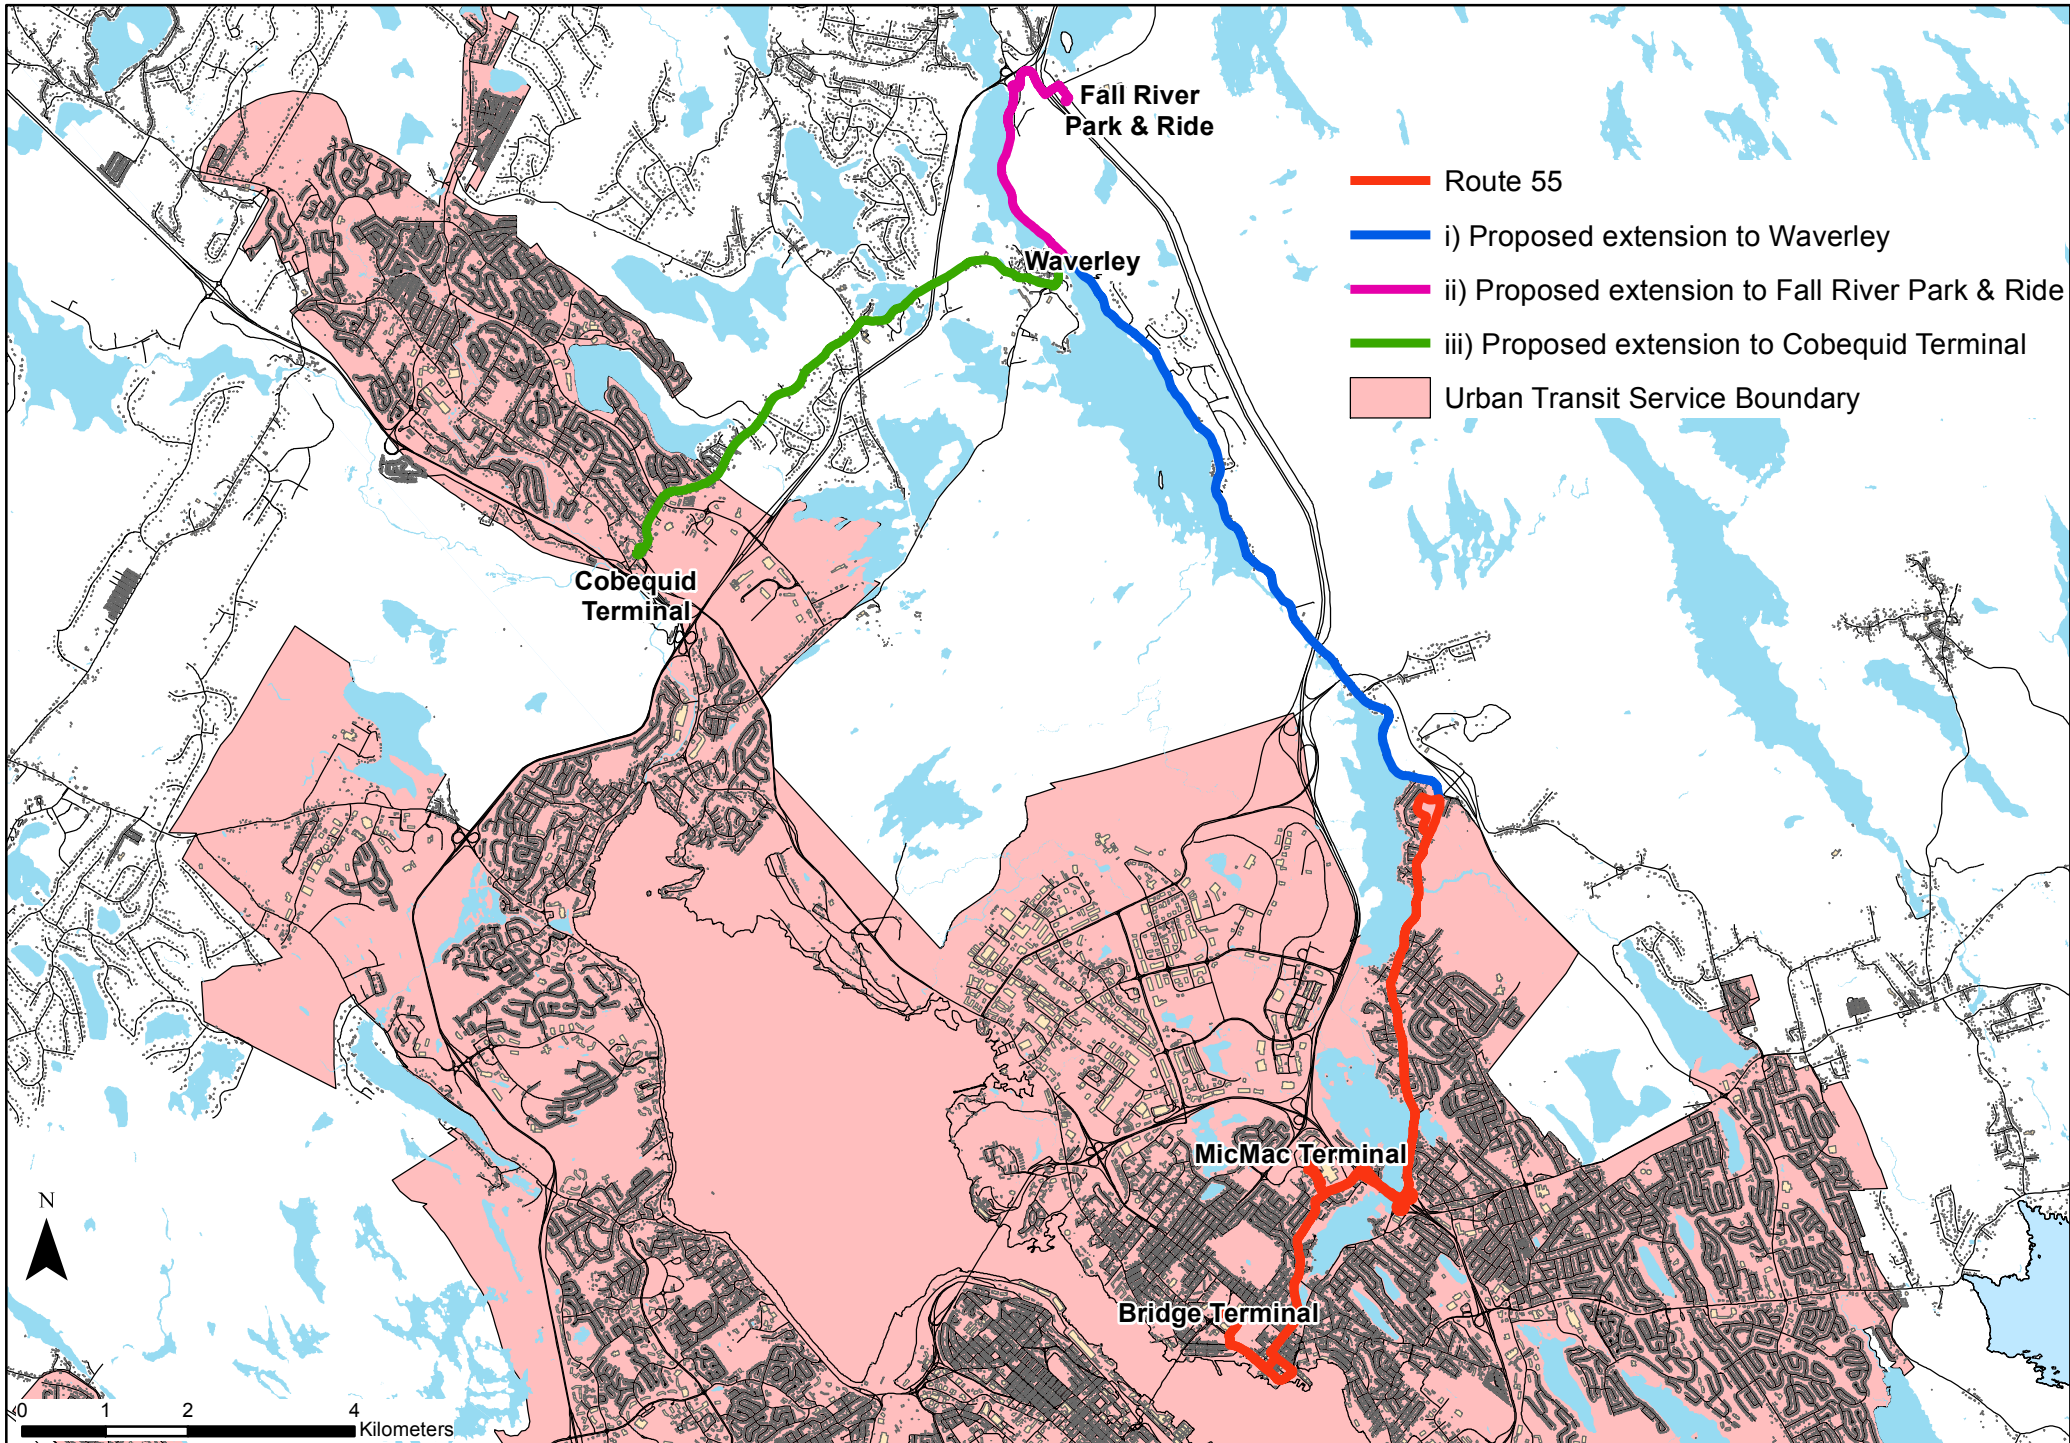 Fall River
Park & Ride
Route 55
i) Proposed extension to Waverley
Waverley
ii) Proposed extension to Fall River Park & Ride
iii) Proposed extension to Cobequid Terminal
Urban Transit Service Boundary
Cobequid
Terminal
MicMac Terminal
N
Bridge Terminal
0 1 2 4
Kilometers